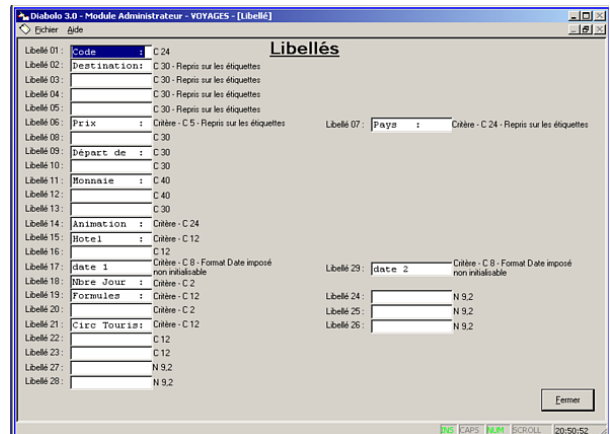 Diabolo 3.0 - Module Administrateur - VOYAGES - [Libellé]
Fichier Aide
Libellés
Libellé 01 : Code : C 24
Libellé 02 : Destination: C 30 - Repris sur les étiquettes
Libellé 03 : C 30 - Repris sur les étiquettes
Libellé 04 : C 30 - Repris sur les étiquettes
Libellé 05 : C 30 - Repris sur les étiquettes
Libellé 06 : Prix : Critère - C 5 - Repris sur les étiquettes Libellé 07 : Pays : Critère - C 24 - Repris sur les étiquettes
Libellé 08 : C 30
Libellé 09 : Départ de : C 30
Libellé 10 : C 30
Libellé 11 : Monnaie : C 40
Libellé 12 : C 40
Libellé 13 : C 30
Libellé 14 : Animation : Critère - C 24
Libellé 15 : Hotel : Critère - C 12
Libellé 16 : C 12
Libellé 17 : date 1 Critère - C 8 - Format Date imposé non initialisable Libellé 29 : date 2 Critère - C 8 - Format Date imposé non initialisable
Libellé 18 : Nbre Jour : Critère - C 2
Libellé 19 : Formules : Critère - C 12 Libellé 24 : N 9,2
Libellé 20 : Critère - C 2 Libellé 25 : N 9,2
Libellé 21 : Circ Touris: Critère - C 12 Libellé 26 : N 9,2
Libellé 22 : C 12
Libellé 23 : C 12
Libellé 27 : N 9,2
Libellé 28 : N 9,2
Fermer
INS CAPS NUM SCROLL 20:50:52